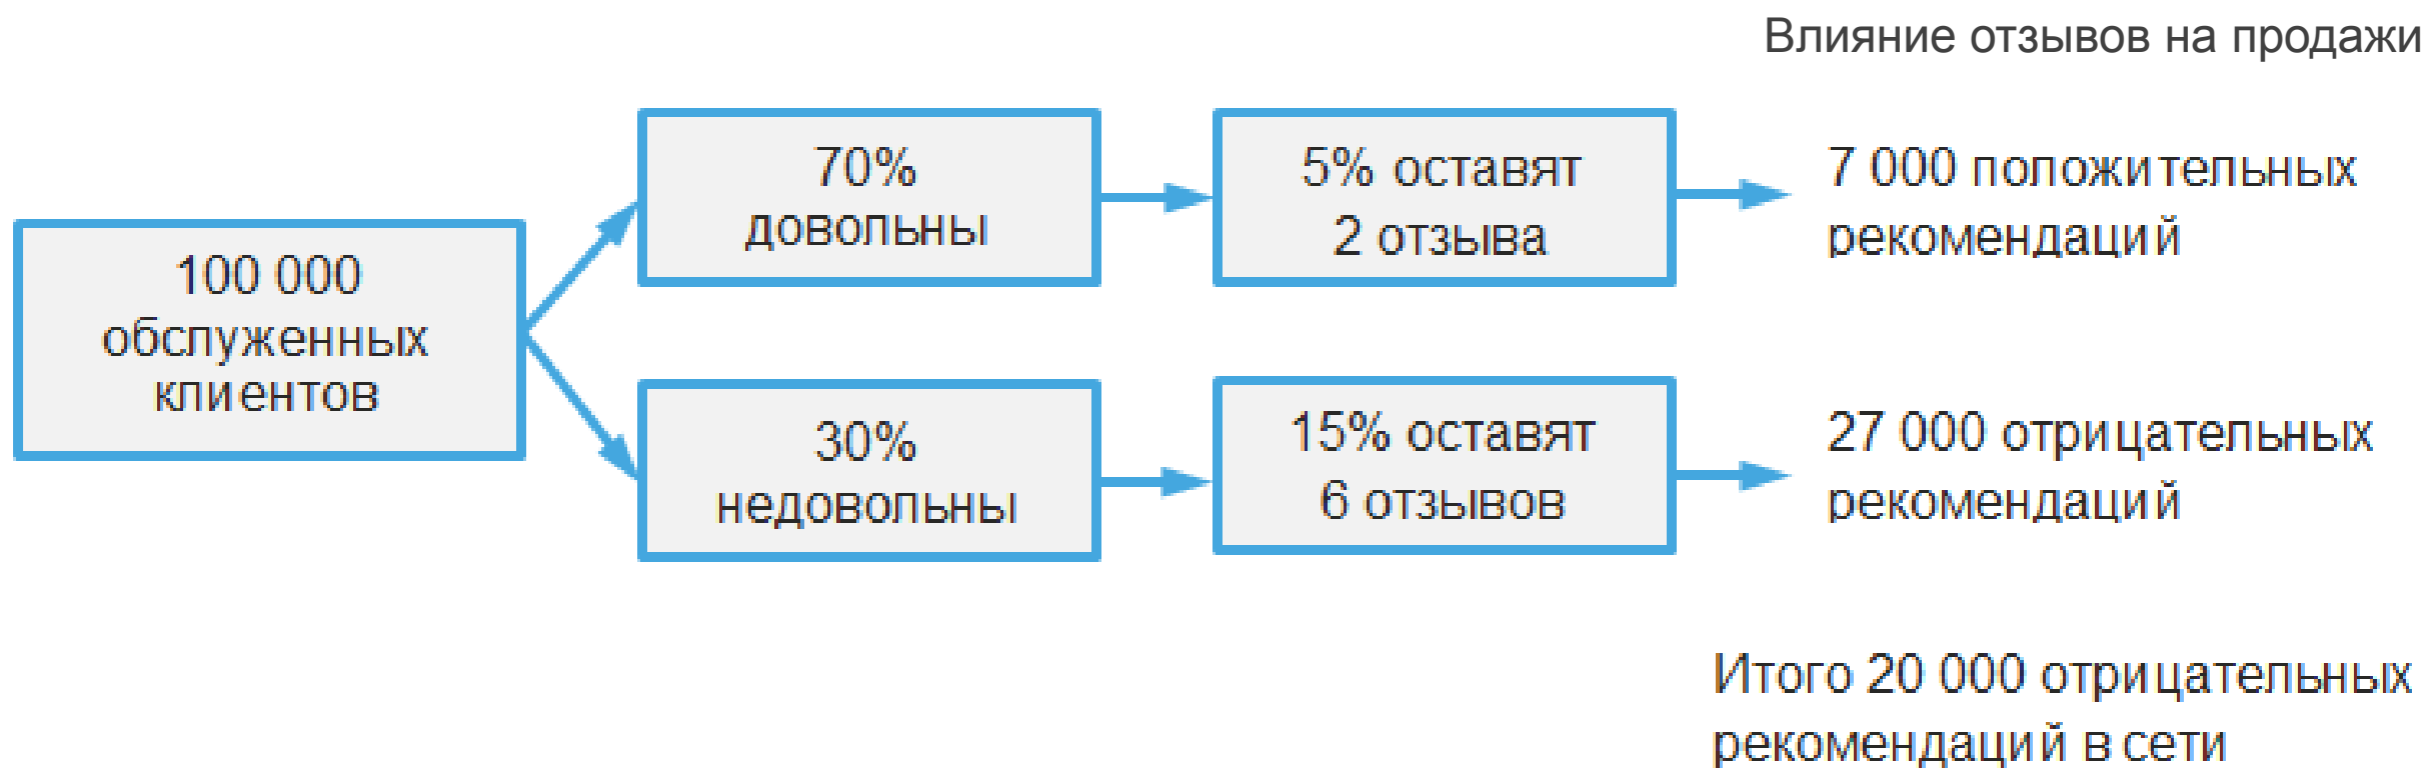 Влияние отзывов на продажи
100 000
обслуженных
клиентов
70%
довольны
5% оставят
2 отзыва
7 000 положительных
рекомендаций
30%
недовольны
15% оставят
6 отзывов
27 000 отрицательных
рекомендаций
Итого 20 000 отрицательных
рекомендаций в сети